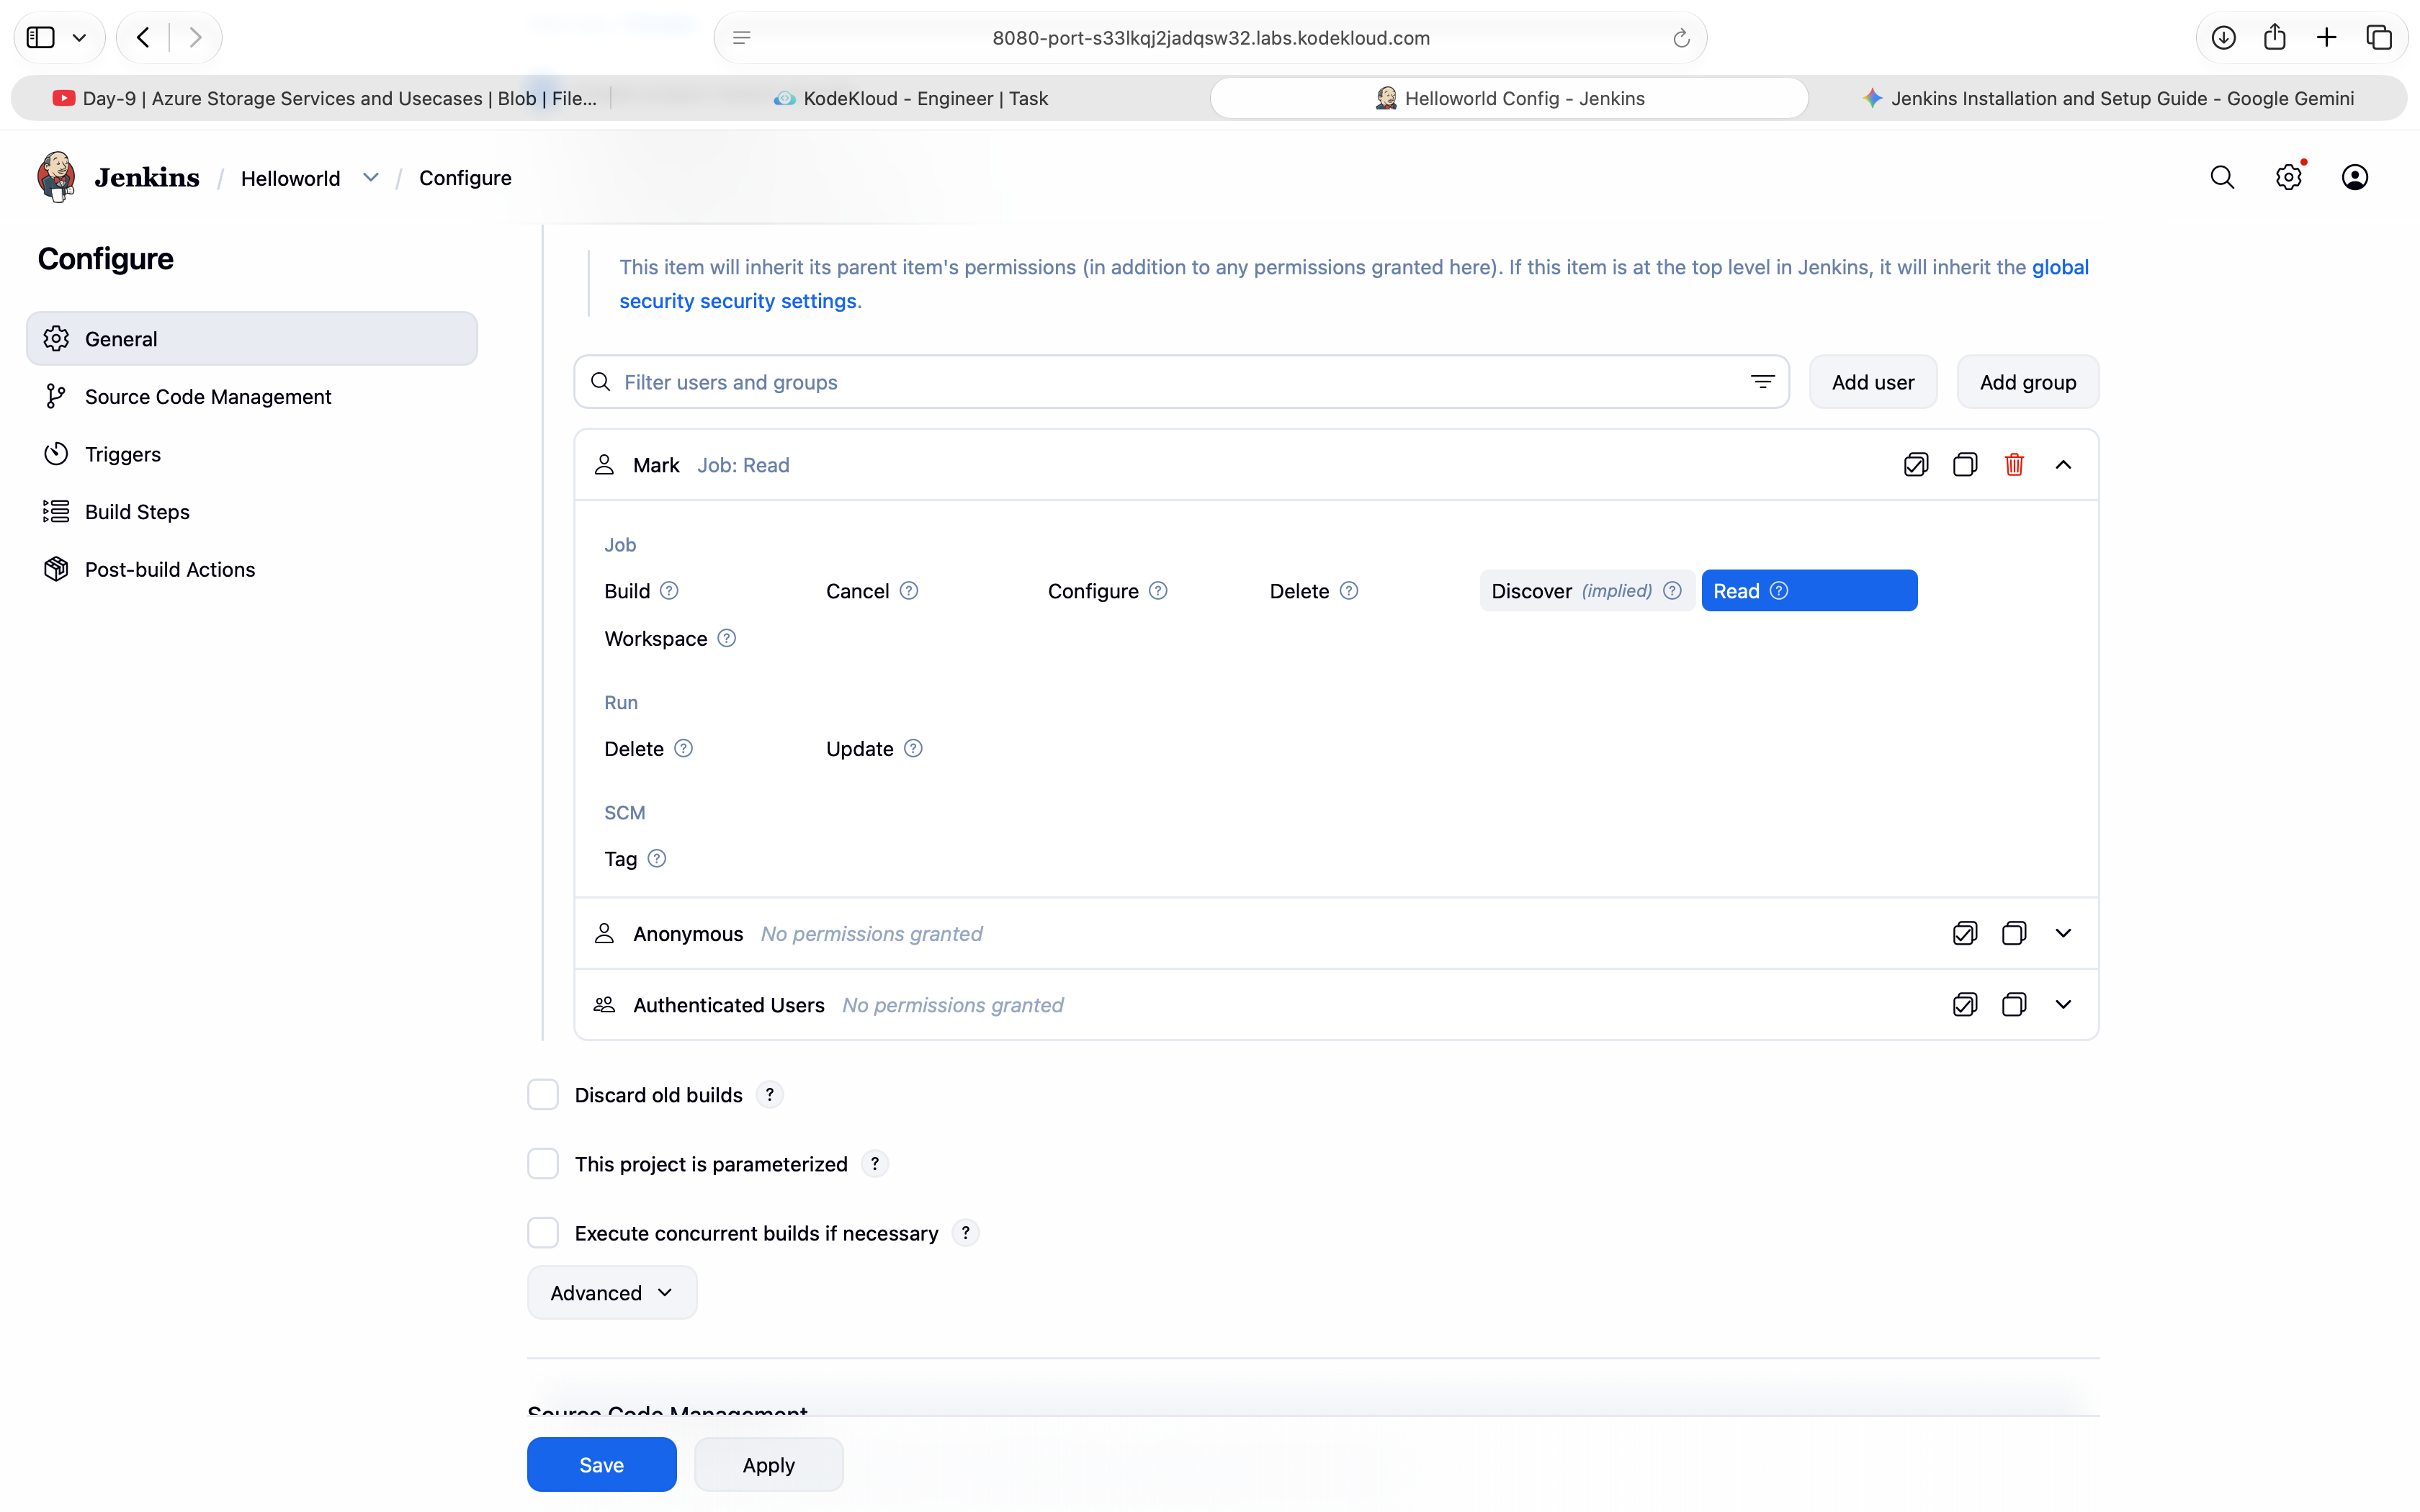 8080-port-s33lkqj2jadqsw32.labs.kodekloud.com
Day-9 | Azure Storage Services and Usecases | Blob | File...
KodeKloud - Engineer | Task
Helloworld Config - Jenkins
Jenkins Installation and Setup Guide - Google Gemini
Jenkins / Helloworld / Configure
Configure
General
Source Code Management
Triggers
Build Steps
Post-build Actions
This item will inherit its parent item's permissions (in addition to any permissions granted here). If this item is at the top level in Jenkins, it will inherit the global
security security settings.
Filter users and groups
Add user
Add group
Mark Job: Read
Job
Build ? Cancel ? Configure ? Delete ? Discover (implied) ? Read ?
Workspace ?
Run
Delete ? Update ?
SCM
Tag ?
Anonymous No permissions granted
Authenticated Users No permissions granted
Discard old builds ?
This project is parameterized ?
Execute concurrent builds if necessary ?
Advanced
Source Code Management
Save
Apply